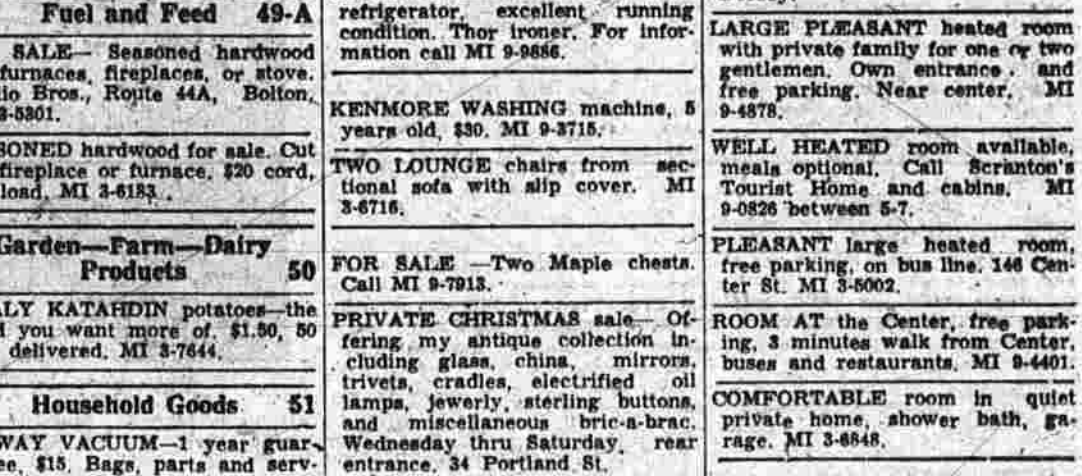 Fuel and Feed 49-A
SALE— Seasoned hardwood
furnaces, fireplaces, or stove.
Bros., Route 44A, Bolton,
3-5301.
SONED hardwood for sale. Cut
fireplace or furnace, $20 cord,
load, MI 3-6183.
Garden—Farm—Dairy
Products 50
LY KATAHDIN potatoes—the
you want more of, $1.50, 50
delivered, MI 3-7644.
Household Goods 51
WAY VACUUM—1 year guar-
ee, $15. Bags, parts and serv-
refrigerator, excellent running
condition. Thor ironer. For infor-
mation call MI 9-9886.
KENMORE WASHING machine, 5
years old, $30. MI 9-3715.
TWO LOUNGE chairs from sec-
tional sofa with slip cover. MI
3-6716.
FOR SALE —Two Maple chests.
Call MI 9-7913.
PRIVATE CHRISTMAS sale— Of-
fering my antique collection in-
cluding glass, china, mirrors,
trivets, cradles, electrified oil
lamps, jewerly, sterling buttons,
and miscellaneous bric-a-brac.
Wednesday thru Saturday, rear
entrance, 34 Portland St.
LARGE PLEASANT heated room
with private family for one or two
gentlemen. Own entrance and
free parking. Near center. MI
9-4878.
WELL HEATED room available,
meals optional. Call Scranton's
Tourist Home and cabins, MI
9-0826 between 5-7.
PLEASANT large heated room,
free parking, on bus line. 146 Cen-
ter St. MI 3-5002.
ROOM AT the Center, free park-
ing, 3 minutes walk from Center,
buses and restaurants. MI 9-4401.
COMFORTABLE room in quiet
private home, shower bath, ga-
rage. MI 3-6848.